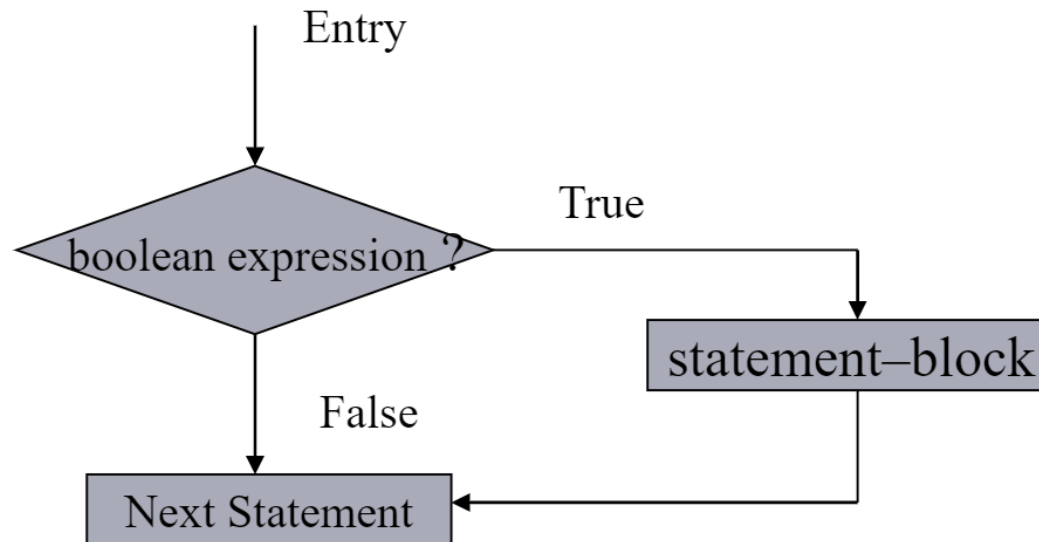 Entry
True
boolean expression ?
statement–block
False
Next Statement